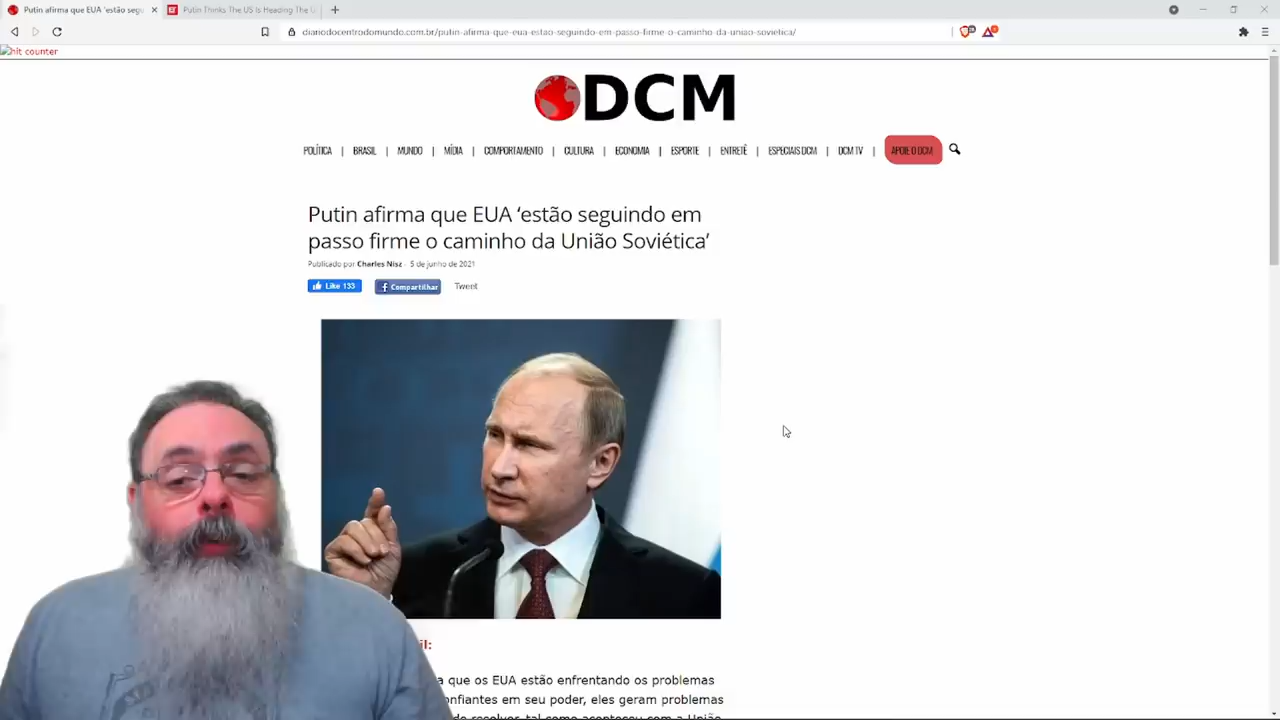 Putin afirma que EUA 'estão segu
Putin Thinks The US Is Heading The U
diariodocentrodomundo.com.br/putin-afirma-que-eua-estao-seguindo-em-passo-firme-o-caminho-da-uniao-sovietica/
hit counter
DCM
POLÍTICA | BRASIL | MUNDO | MÍDIA | COMPORTAMENTO | CULTURA | ECONOMIA | ESPORTE | ENTRETÊ | ESPECIAIS DCM | DCM TV | APOIE O DCM
Putin afirma que EUA ‘estão seguindo em
passo firme o caminho da União Soviética’
Publicado por Charles Nisz - 5 de junho de 2021
Like 133 Compartilhar Tweet
il:
a que os EUA estão enfrentando os problemas
onfiantes em seu poder, eles geram problemas